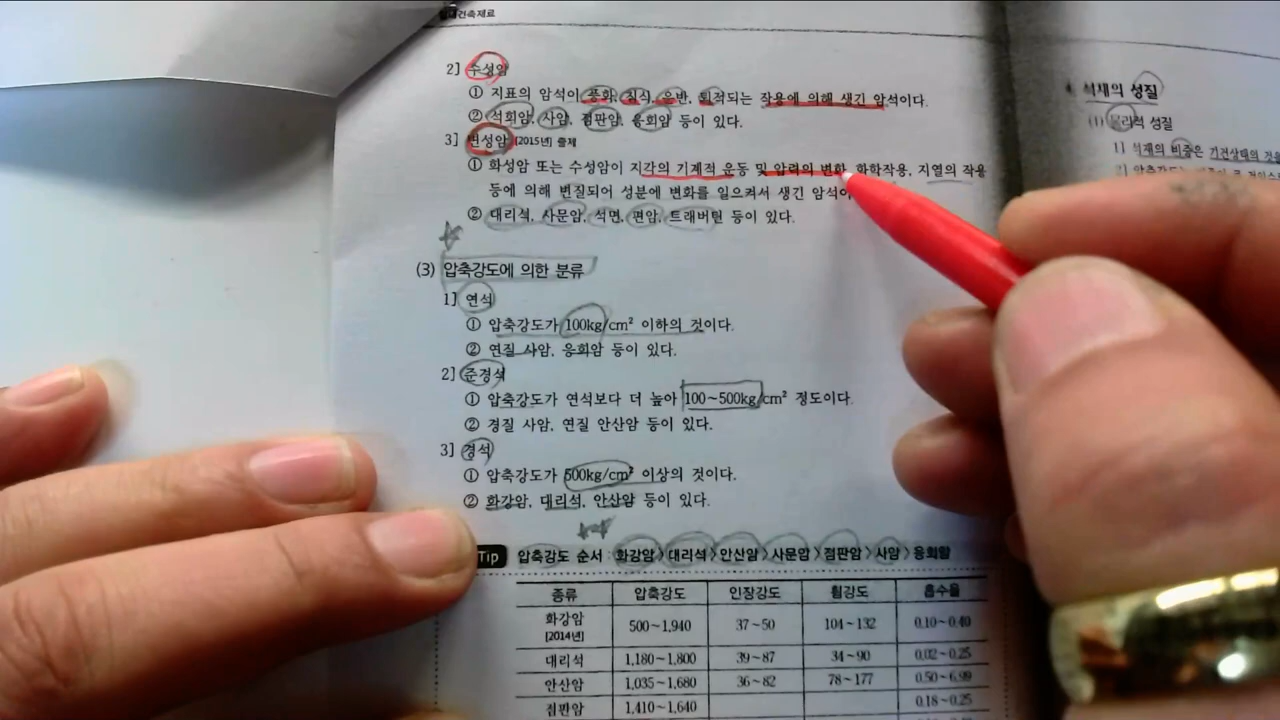 건축재료
2] 수성암
① 지표의 암석이 풍화, 침식, 운반, 퇴적되는 작용에 의해 생긴 암석이다.
② 석회암, 사암, 점판암, 응회암 등이 있다.
3] 변성암 [2015년] 출제
① 화성암 또는 수성암이 지각의 기계적 운동 및 압력의 변화, 화학작용, 지열의 작용
등에 의해 변질되어 성분에 변화를 일으켜서 생긴 암석이
② 대리석, 사문암, 석면, 편암, 트래버틴 등이 있다.
(3) 압축강도에 의한 분류
1] 연석
① 압축강도가 100kg/cm² 이하의 것이다.
② 연질 사암, 응회암 등이 있다.
2] 준경석
① 압축강도가 연석보다 더 높아 100~500kg/cm² 정도이다.
② 경질 사암, 연질 안산암 등이 있다.
3] 경석
① 압축강도가 500kg/cm² 이상의 것이다.
② 화강암, 대리석, 안산암 등이 있다.
Tip 압축강도 순서 : 화강암 > 대리석 > 안산암 > 사문암 > 점판암 > 사암 > 응회암
종류 압축강도 인장강도 휨강도 흡수율
화강암 [2014년] 500~1,940 37~50 104~132 0.10~0.40
대리석 1,180~1,800 39~87 34~90 0.02~0.25
안산암 1,035~1,680 36~82 78~177 0.50~6.99
점판암 1,410~1,640 0.18~0.25
4. 석재의 성질
(1) 물리적 성질
1] 석재의 비중은 기건상태의 것을